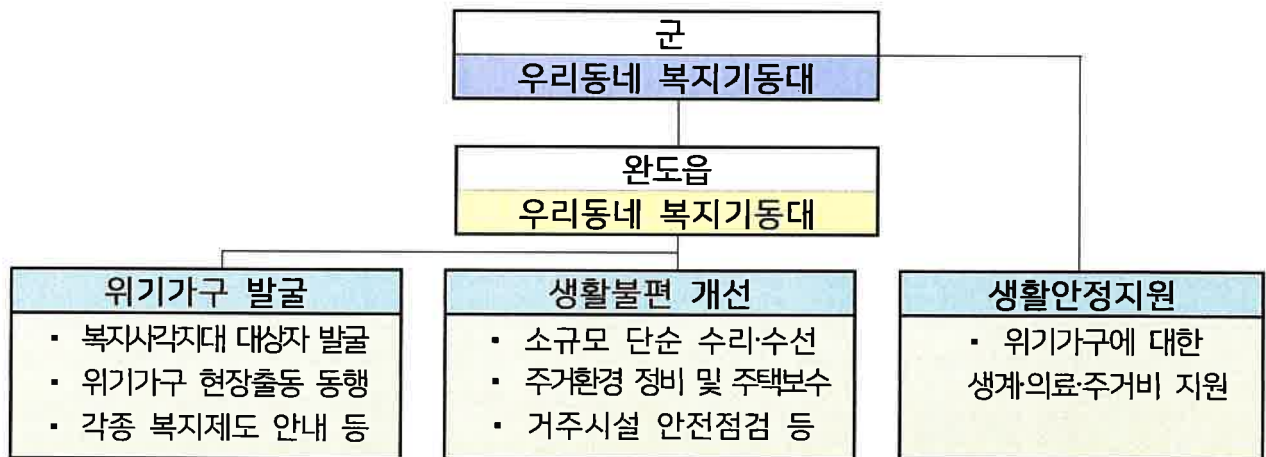 군
우리동네 복지기동대
완도읍
우리동네 복지기동대
위기가구 발굴
▪ 복지사각지대 대상자 발굴
▪ 위기가구 현장출동 동행
▪ 각종 복지제도 안내 등
생활불편 개선
▪ 소규모 단순 수리·수선
▪ 주거환경 정비 및 주택보수
▪ 거주시설 안전점검 등
생활안정지원
▪ 위기가구에 대한
생계·의료·주거비 지원